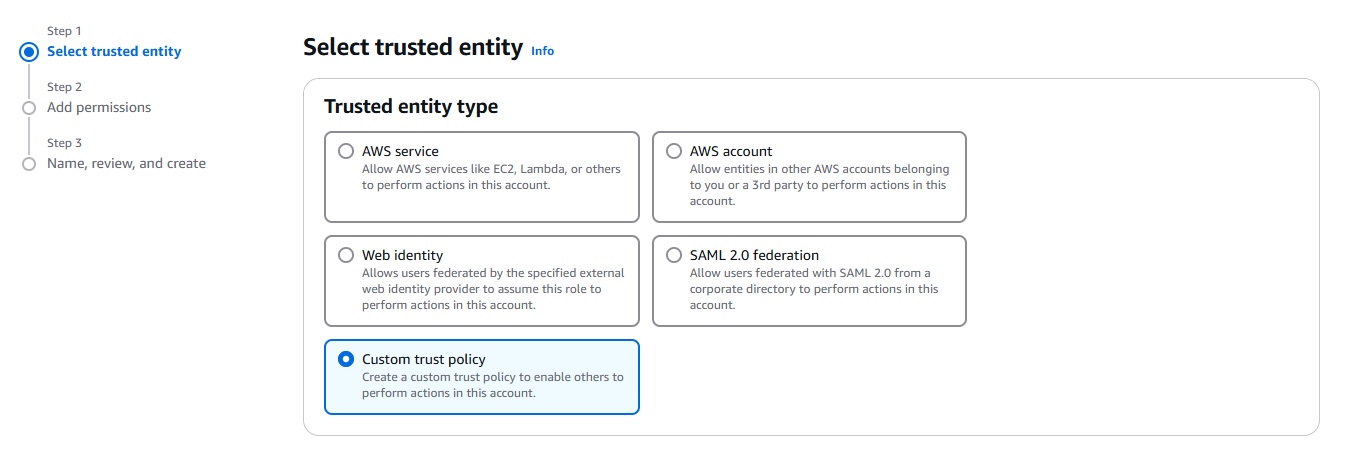 Step 1
Select trusted entity
Step 2
Add permissions
Step 3
Name, review, and create
Select trusted entity Info
Trusted entity type
AWS service
Allow AWS services like EC2, Lambda, or others
to perform actions in this account.
AWS account
Allow entities in other AWS accounts belonging
to you or a 3rd party to perform actions in this
account.
Web identity
Allows users federated by the specified external
web identity provider to assume this role to
perform actions in this account.
SAML 2.0 federation
Allow users federated with SAML 2.0 from a
corporate directory to perform actions in this
account.
Custom trust policy
Create a custom trust policy to enable others to
perform actions in this account.